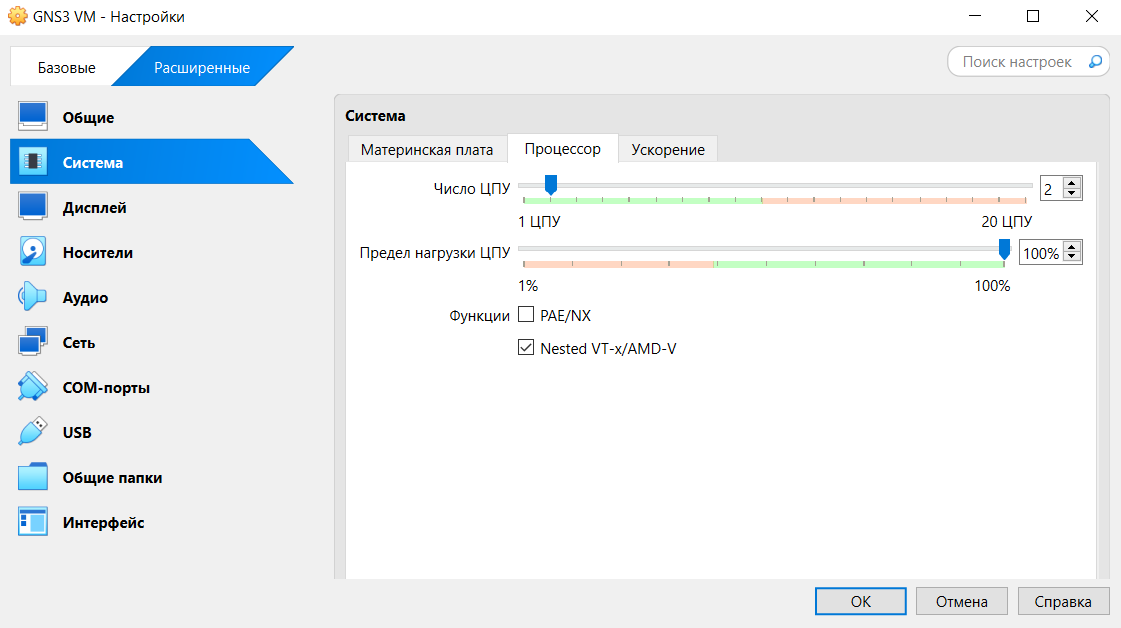 GNS3 VM - Настройки
Базовые
Расширенные
Поиск настроек
Общие
Система
Дисплей
Носители
Аудио
Сеть
COM-порты
USB
Общие папки
Интерфейс
Система
Материнская плата
Процессор
Ускорение
Число ЦПУ
2
1 ЦПУ
20 ЦПУ
Предел нагрузки ЦПУ
100%
1%
100%
Функции
PAE/NX
Nested VT-x/AMD-V
ОК
Отмена
Справка